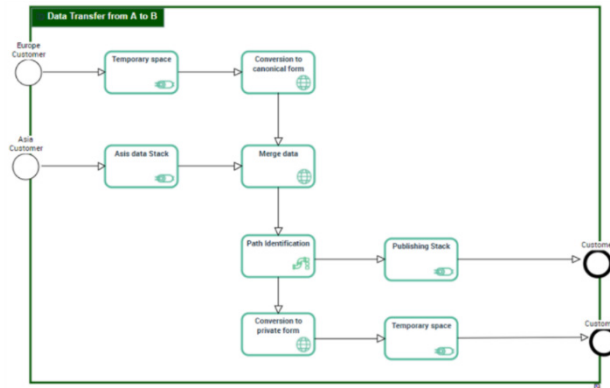 Data Transfer from A to B
Europe
Customer
Temporary space
Conversion to
canonical form
Asia
Customer
Asis data Stack
Merge data
Path Identification
Publishing Stack
Custome
Conversion to
private form
Temporary space
Custom